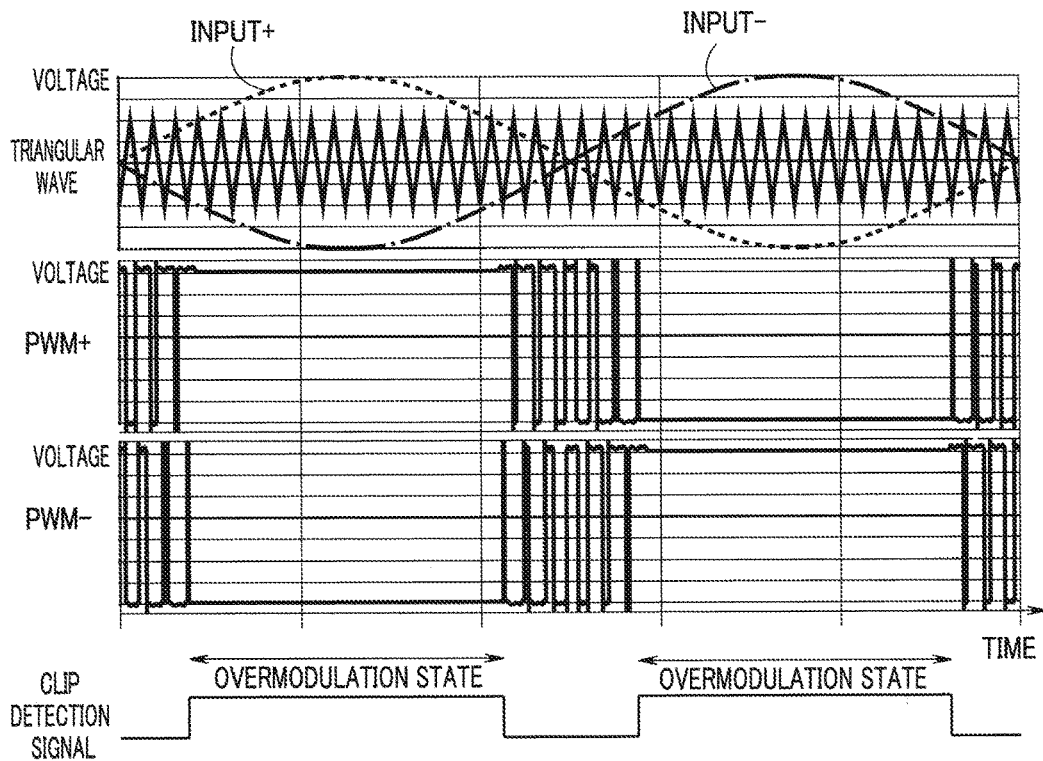 INPUT+
INPUT-
VOLTAGE
TRIANGULAR
WAVE
VOLTAGE
PWM+
VOLTAGE
PWM-
TIME
OVERMODULATION STATE
OVERMODULATION STATE
CLIP
DETECTION
SIGNAL